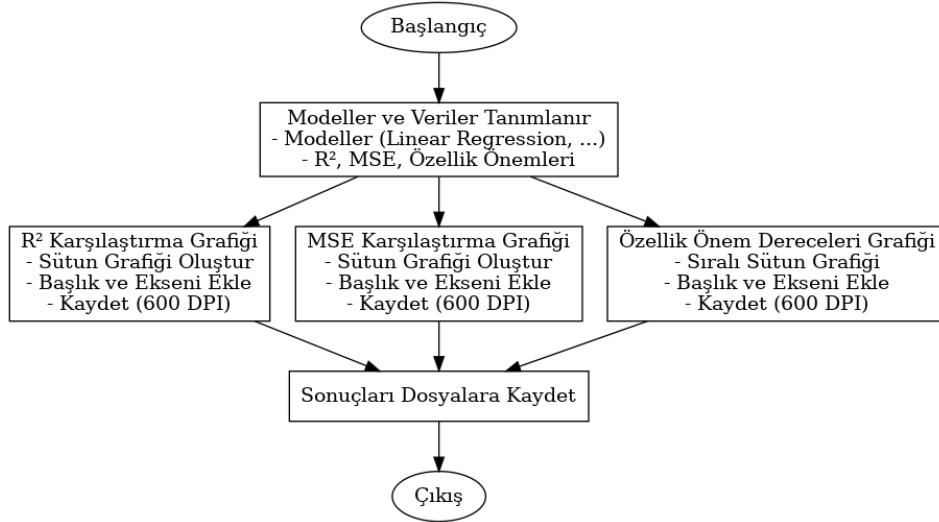 Başlangıç
Modeller ve Veriler Tanımlanır
- Modeller (Linear Regression, ...)
- R², MSE, Özellik Önemleri
R² Karşılaştırma Grafiği
- Sütun Grafiği Oluştur
- Başlık ve Ekseni Ekle
- Kaydet (600 DPI)
MSE Karşılaştırma Grafiği
- Sütun Grafiği Oluştur
- Başlık ve Ekseni Ekle
- Kaydet (600 DPI)
Özellik Önem Dereceleri Grafiği
- Sıralı Sütun Grafiği
- Başlık ve Ekseni Ekle
- Kaydet (600 DPI)
Sonuçları Dosyalara Kaydet
Çıkış